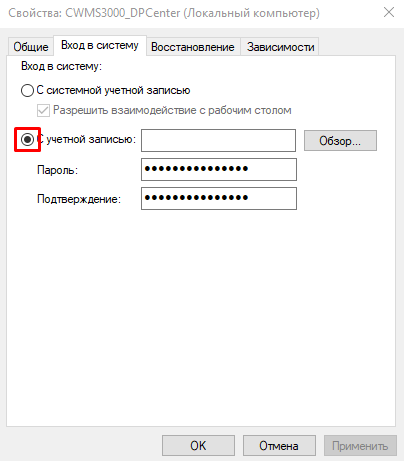 Свойства: CWMS3000_DPCenter (Локальный компьютер)
Общие Вход в систему Восстановление Зависимости
Вход в систему:
С системной учетной записью
Разрешить взаимодействие с рабочим столом
С учетной записью: Обзор...
Пароль: •••••••••••••••
Подтверждение: •••••••••••••••
OK Отмена Применить